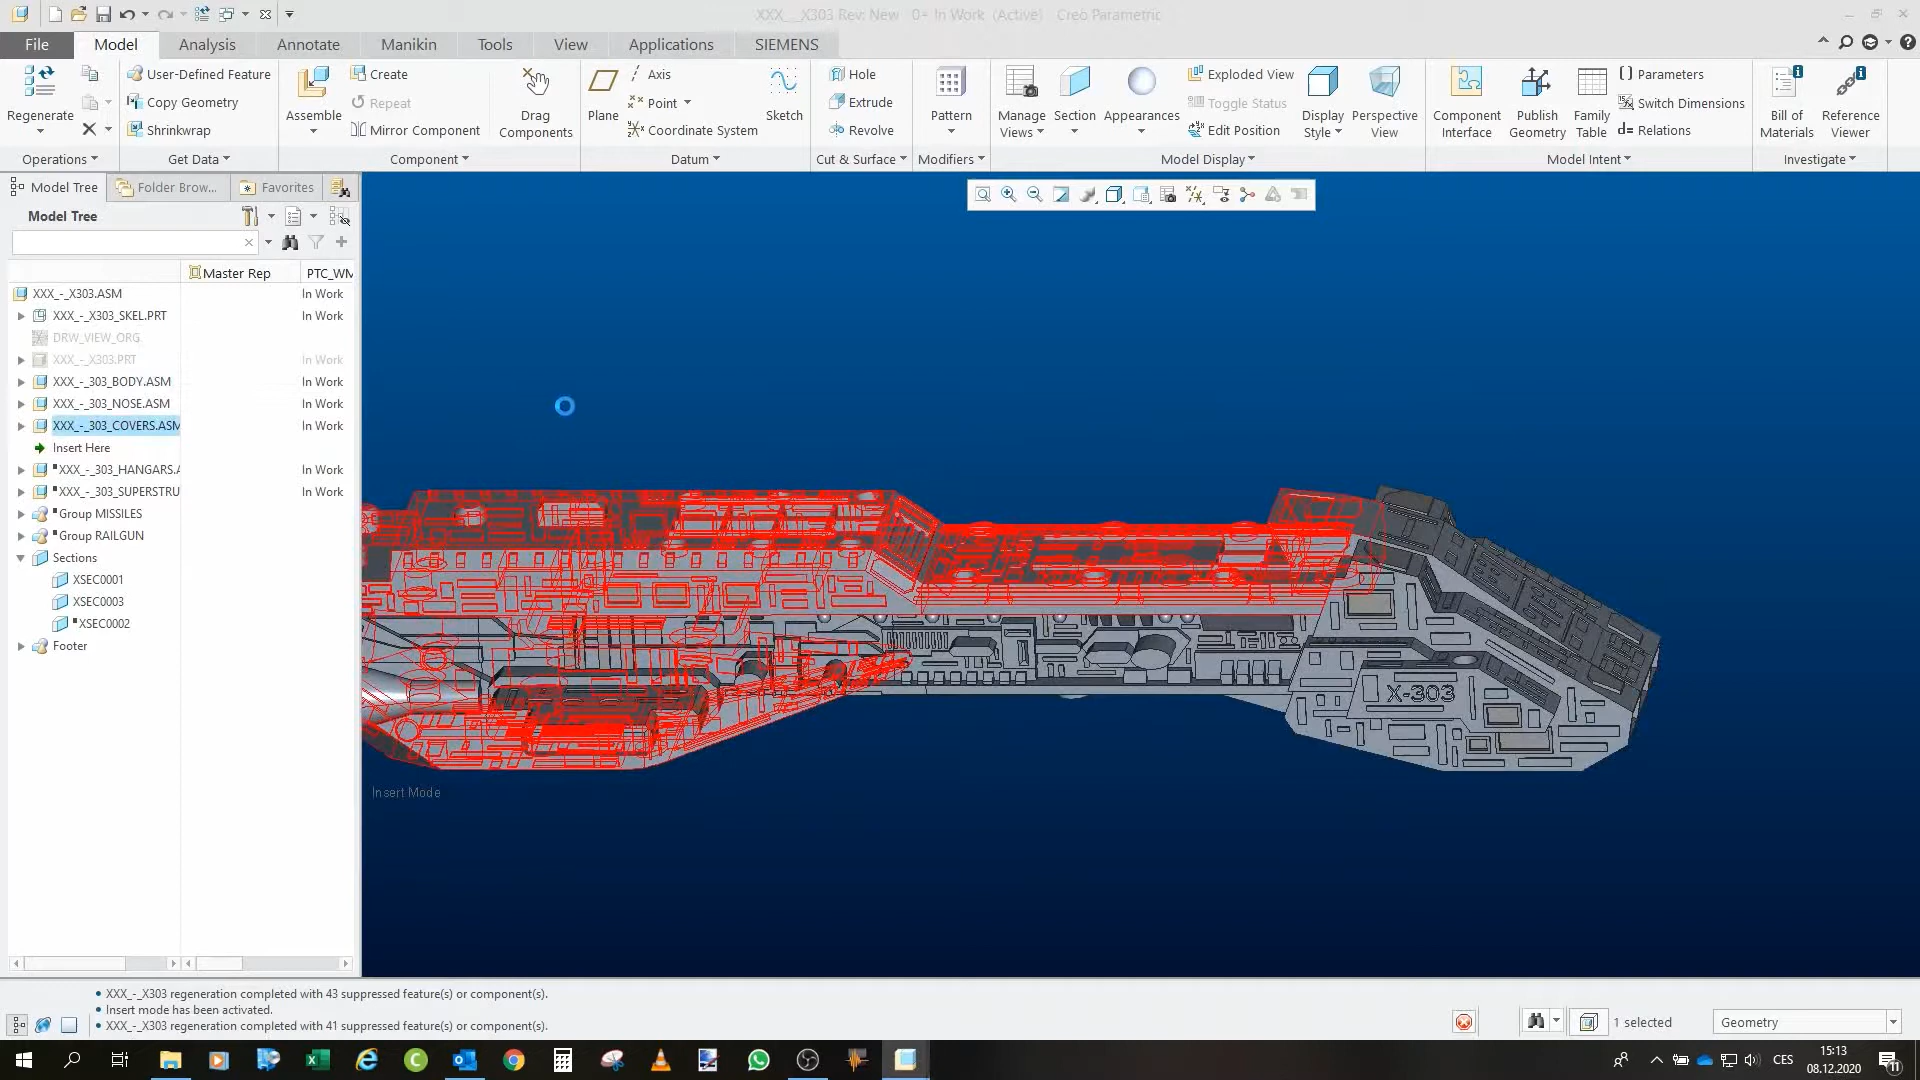 XXX_-_X303 Rev: New 0+ In Work (Active) Creo Parametric
File Model Analysis Annotate Manikin Tools View Applications SIEMENS
Regenerate
Operations
User-Defined Feature
Copy Geometry
Shrinkwrap
Get Data
Assemble
Create
Repeat
Mirror Component
Component
Drag Components
Plane
Axis
Point
Coordinate System
Sketch
Datum
Hole
Extrude
Revolve
Cut & Surface
Pattern
Modifiers
Manage Views
Section
Appearances
Exploded View
Toggle Status
Edit Position
Display Style
Perspective View
Model Display
Component Interface
Publish Geometry
Family Table
Parameters
Switch Dimensions
Relations
Model Intent
Bill of Materials
Reference Viewer
Investigate
Model Tree Folder Brow... Favorites
Model Tree
Master Rep PTC_WM
XXX_-_X303.ASM In Work
XXX_-_X303_SKEL.PRT In Work
DRW_VIEW_ORG
XXX_-_X303.PRT In Work
XXX_-_303_BODY.ASM In Work
XXX_-_303_NOSE.ASM In Work
XXX_-_303_COVERS.ASM In Work
Insert Here
XXX_-_303_HANGARS.A In Work
XXX_-_303_SUPERSTRU In Work
Group MISSILES
Group RAILGUN
Sections
XSEC0001
XSEC0003
XSEC0002
Footer
X-303
Insert Mode
• XXX_-_X303 regeneration completed with 43 suppressed feature(s) or component(s).
• Insert mode has been activated.
• XXX_-_X303 regeneration completed with 41 suppressed feature(s) or component(s).
1 selected
Geometry
CES
15:13
08.12.2020
11